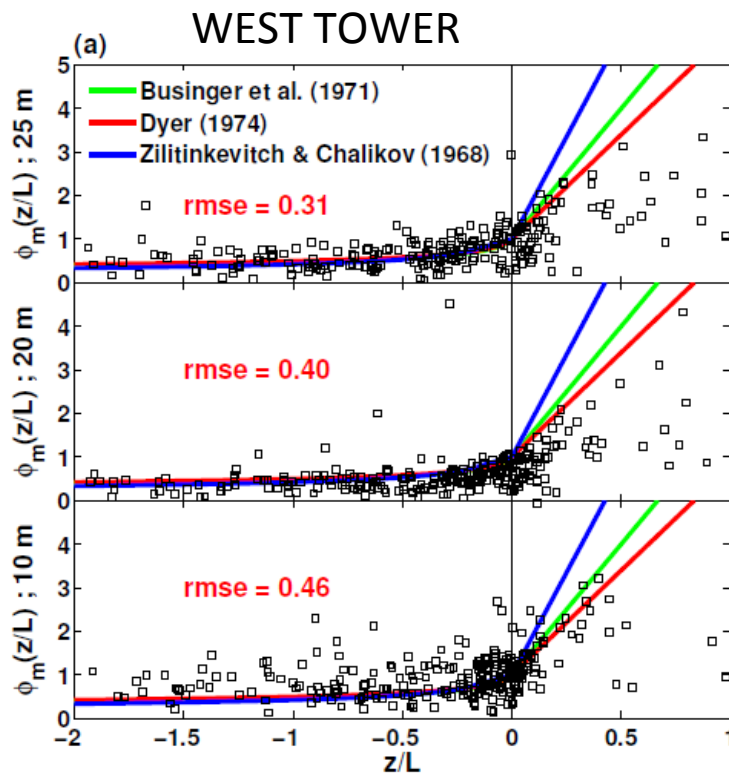 WEST TOWER
(a)
Businger et al. (1971)
Dyer (1974)
Zilitinkevitch & Chalikov (1968)
rmse = 0.31
ϕm(z/L) ; 25 m
5
4
3
2
1
0
rmse = 0.40
ϕm(z/L) ; 20 m
4
3
2
1
0
rmse = 0.46
ϕm(z/L) ; 10 m
4
3
2
1
0
−2 −1.5 −1 −0.5 0 0.5 1
z/L